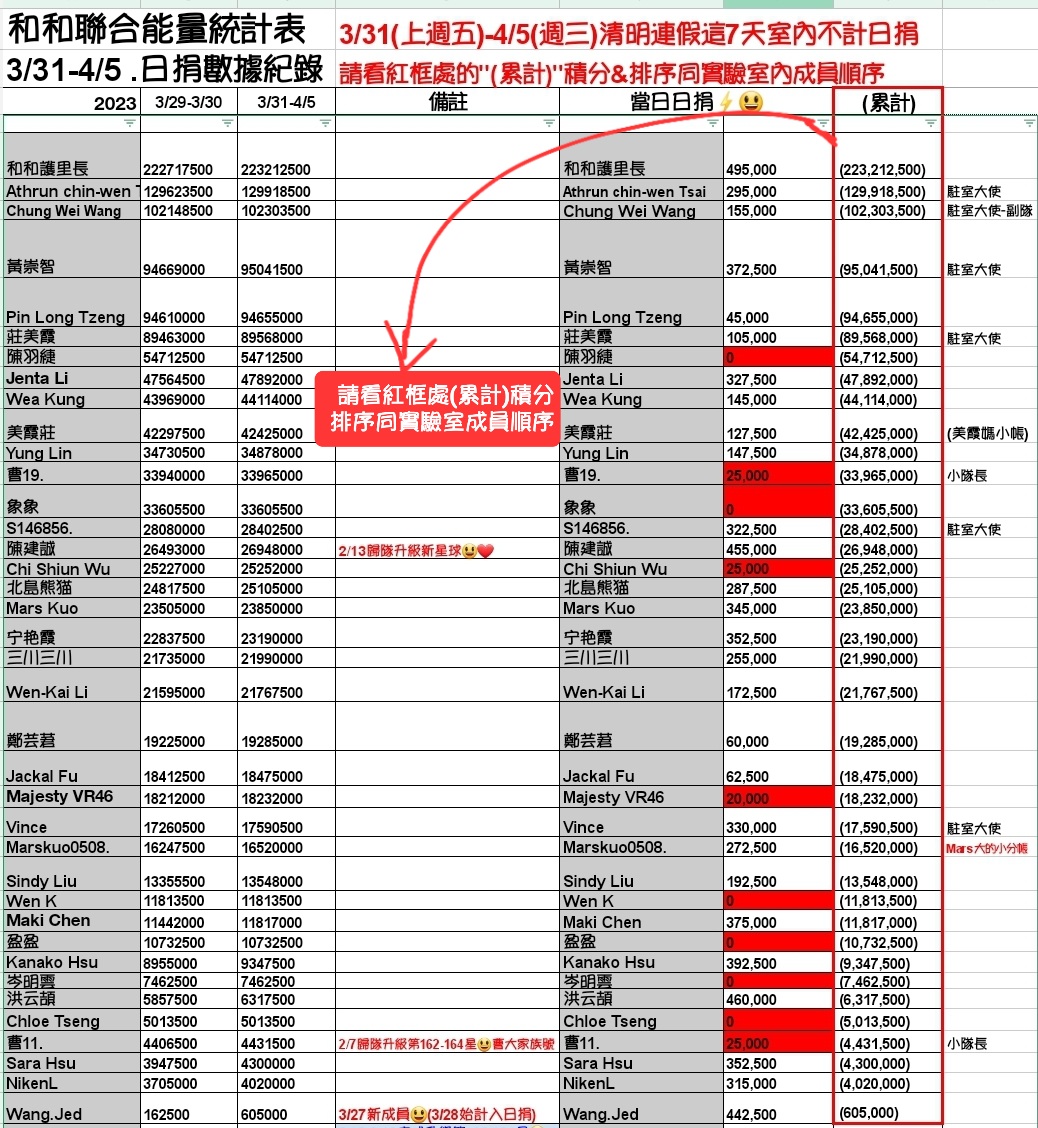 和和聯合能量統計表 3/31(上週五)-4/5(週三)清明連假這7天室內不計日捐
3/31-4/5 .日捐數據紀錄 請看紅框處的"(累計)"積分&排序同實驗室內成員順序
2023 3/29-3/30 3/31-4/5 備註 當日日捐⚡😃 (累計)
和和護里長 222717500 223212500 和和護里長 495,000 (223,212,500)
Athrun chin-wen T 129623500 129918500 Athrun chin-wen Tsai 295,000 (129,918,500) 駐室大使
Chung Wei Wang 102148500 102303500 Chung Wei Wang 155,000 (102,303,500) 駐室大使-副隊
黃崇智 94669000 95041500 黃崇智 372,500 (95,041,500) 駐室大使
Pin Long Tzeng 94610000 94655000 Pin Long Tzeng 45,000 (94,655,000)
莊美霞 89463000 89568000 莊美霞 105,000 (89,568,000) 駐室大使
陳羽緁 54712500 54712500 陳羽緁 0 (54,712,500)
Jenta Li 47564500 47892000 Jenta Li 327,500 (47,892,000)
請看紅框處(累計)積分
Wea Kung 43969000 44114000 Wea Kung 145,000 (44,114,000)
排序同實驗室成員順序
美霞莊 42297500 42425000 美霞莊 127,500 (42,425,000) (美霞媽小帳)
Yung Lin 34730500 34878000 Yung Lin 147,500 (34,878,000)
曹19. 33940000 33965000 曹19. 25,000 (33,965,000) 小隊長
象象 33605500 33605500 象象 0 (33,605,500)
S146856. 28080000 28402500 S146856. 322,500 (28,402,500) 駐室大使
陳建誠 26493000 26948000 2/13歸隊升級新星球😃❤️ 陳建誠 455,000 (26,948,000)
Chi Shiun Wu 25227000 25252000 Chi Shiun Wu 25,000 (25,252,000)
北島熊猫 24817500 25105000 北島熊猫 287,500 (25,105,000)
Mars Kuo 23505000 23850000 Mars Kuo 345,000 (23,850,000)
宁艳霞 22837500 23190000 宁艳霞 352,500 (23,190,000)
三川三川 21735000 21990000 三川三川 255,000 (21,990,000)
Wen-Kai Li 21595000 21767500 Wen-Kai Li 172,500 (21,767,500)
鄭芸莙 19225000 19285000 鄭芸莙 60,000 (19,285,000)
Jackal Fu 18412500 18475000 Jackal Fu 62,500 (18,475,000)
Majesty VR46 18212000 18232000 Majesty VR46 20,000 (18,232,000)
Vince 17260500 17590500 Vince 330,000 (17,590,500) 駐室大使
Marskuo0508. 16247500 16520000 Marskuo0508. 272,500 (16,520,000) Mars大的小分帳
Sindy Liu 13355500 13548000 Sindy Liu 192,500 (13,548,000)
Wen K 11813500 11813500 Wen K 0 (11,813,500)
Maki Chen 11442000 11817000 Maki Chen 375,000 (11,817,000)
盈盈 10732500 10732500 盈盈 0 (10,732,500)
Kanako Hsu 8955000 9347500 Kanako Hsu 392,500 (9,347,500)
岑明雲 7462500 7462500 岑明雲 0 (7,462,500)
洪云頡 5857500 6317500 洪云頡 460,000 (6,317,500)
Chloe Tseng 5013500 5013500 Chloe Tseng 0 (5,013,500)
曹11. 4406500 4431500 2/7歸隊升級第162-164星😃曹大家族號 曹11. 25,000 (4,431,500) 小隊長
Sara Hsu 3947500 4300000 Sara Hsu 352,500 (4,300,000)
NikenL 3705000 4020000 NikenL 315,000 (4,020,000)
Wang.Jed 162500 605000 3/27新成員😃(3/28始計入日捐) Wang.Jed 442,500 (605,000)